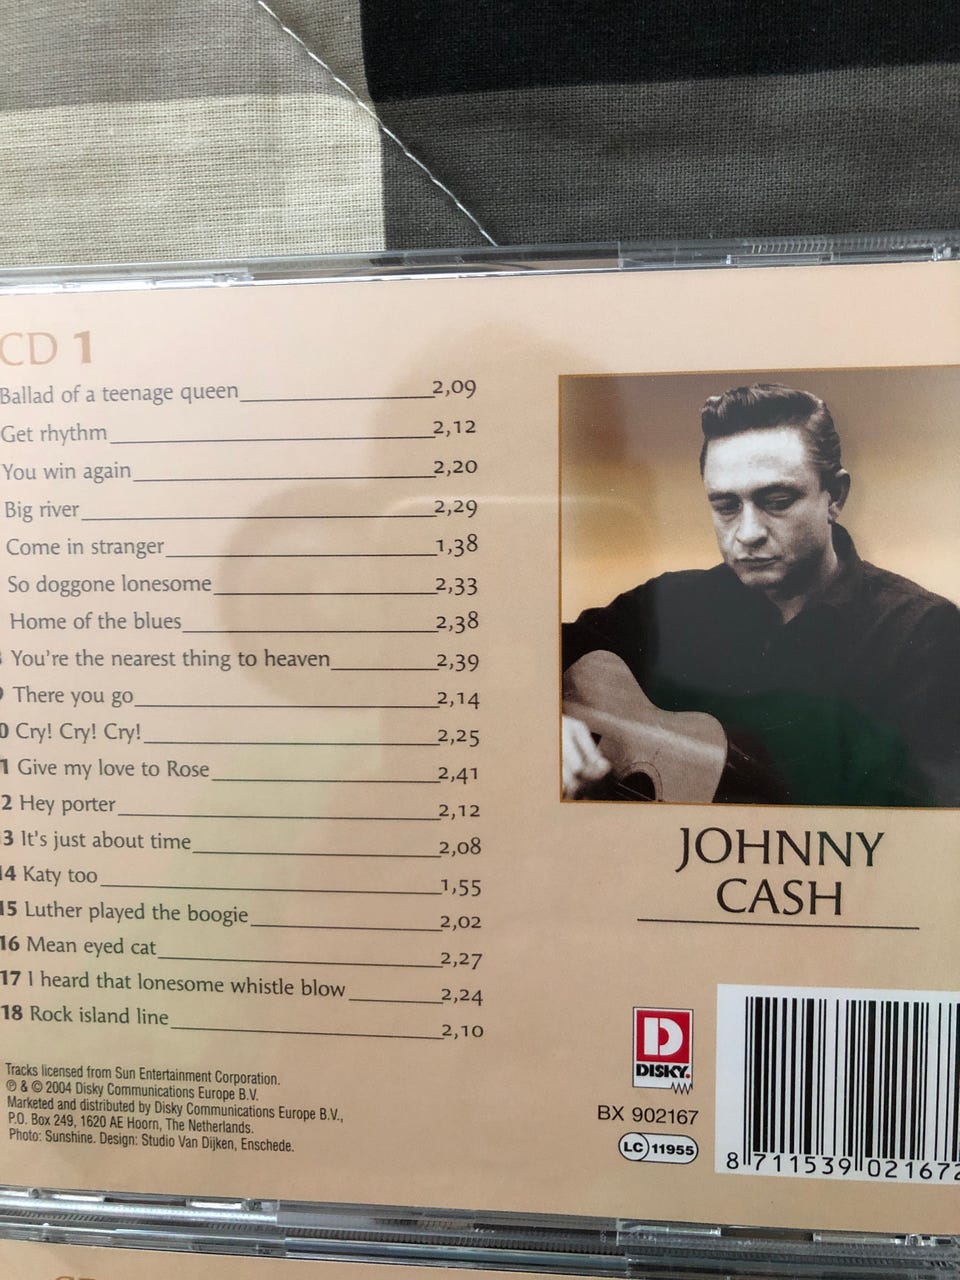 CD 1
Ballad of a teenage queen 2,09
Get rhythm 2,12
You win again 2,20
Big river 2,29
Come in stranger 1,38
So doggone lonesome 2,33
Home of the blues 2,38
You're the nearest thing to heaven 2,39
9 There you go 2,14
0 Cry! Cry! Cry! 2,25
1 Give my love to Rose 2,41
2 Hey porter 2,12
13 It's just about time 2,08
14 Katy too 1,55
15 Luther played the boogie 2,02
16 Mean eyed cat 2,27
17 I heard that lonesome whistle blow 2,24
18 Rock island line 2,10
Tracks licensed from Sun Entertainment Corporation.
℗ & © 2004 Disky Communications Europe B.V.
Marketed and distributed by Disky Communications Europe B.V.,
P.O. Box 249, 1620 AE Hoorn, The Netherlands.
Photo: Sunshine. Design: Studio Van Dijken, Enschede.
JOHNNY
CASH
D
DISKY.
BX 902167
LC 11955
8 711539 021672